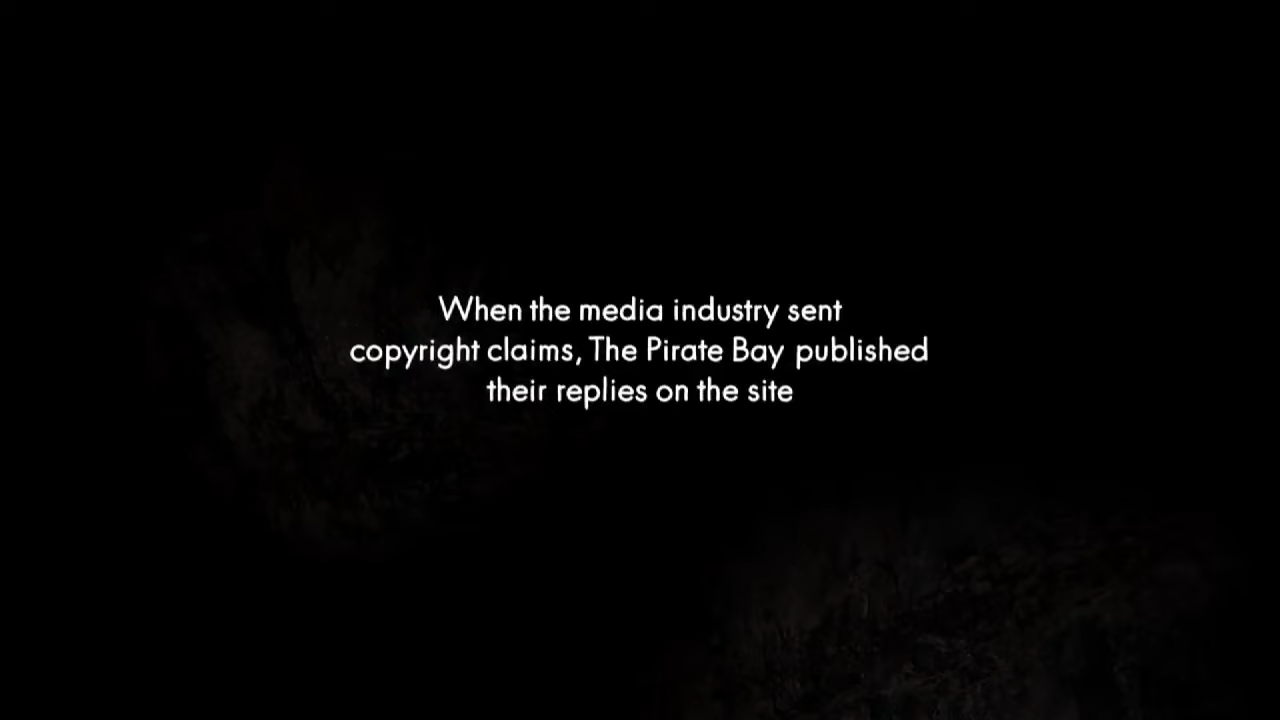 When the media industry sent
copyright claims, The Pirate Bay published
their replies on the site